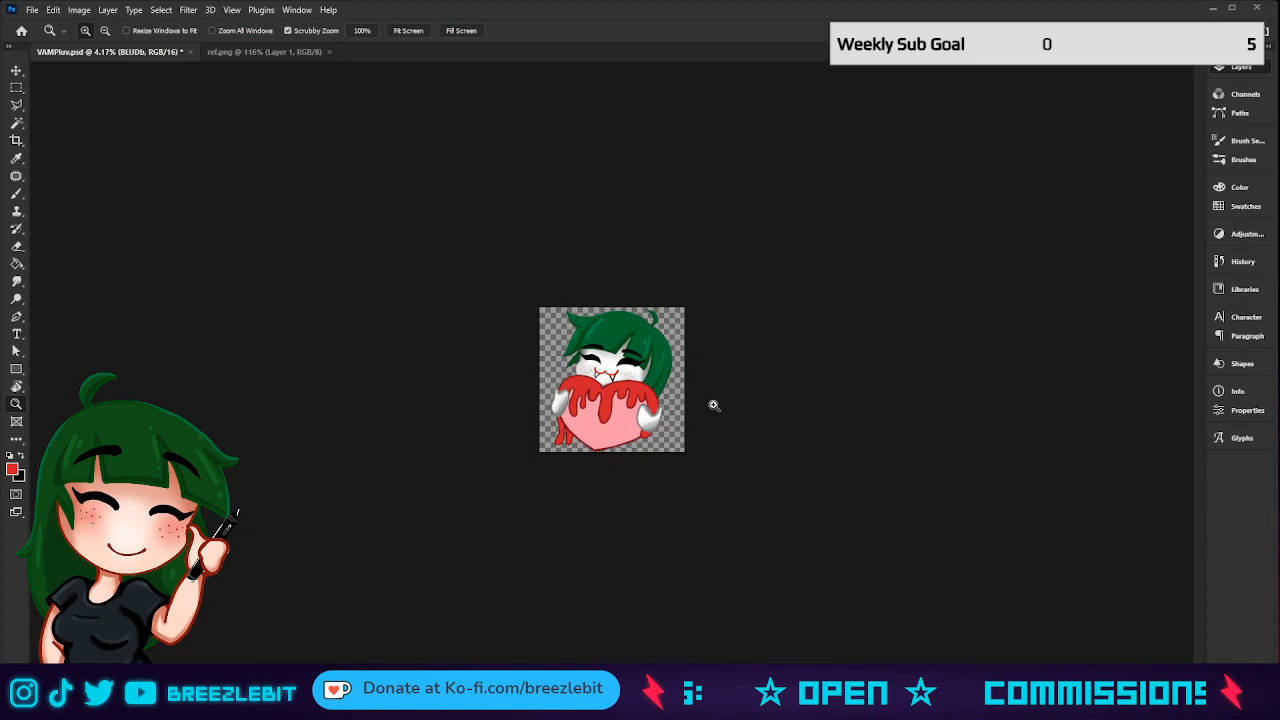 Ps File Edit Image Layer Type Select Filter 3D View Plugins Window Help
Resize Windows to Fit Zoom All Windows Scrubby Zoom 100% Fit Screen Fill Screen
VAMPluv.psd @ 4.17% (BLUDb, RGB/16) * × ref.png @ 116% (Layer 1, RGB/8) ×
Weekly Sub Goal 0 5
Layers
Channels
Paths
Brush Se...
Brushes
Color
Swatches
Adjustm...
History
Libraries
Character
Paragraph
Shapes
Info
Properties
Glyphs
BREEZLEBIT Donate at Ko-fi.com/breezlebit S: OPEN COMMISSIONS